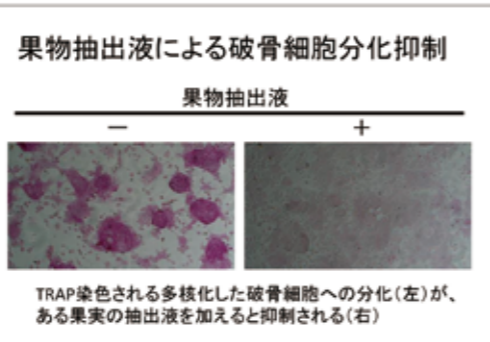 果物抽出液による破骨細胞分化抑制
果物抽出液
－
＋
TRAP染色される多核化した破骨細胞への分化（左）が、
ある果実の抽出液を加えると抑制される（右）